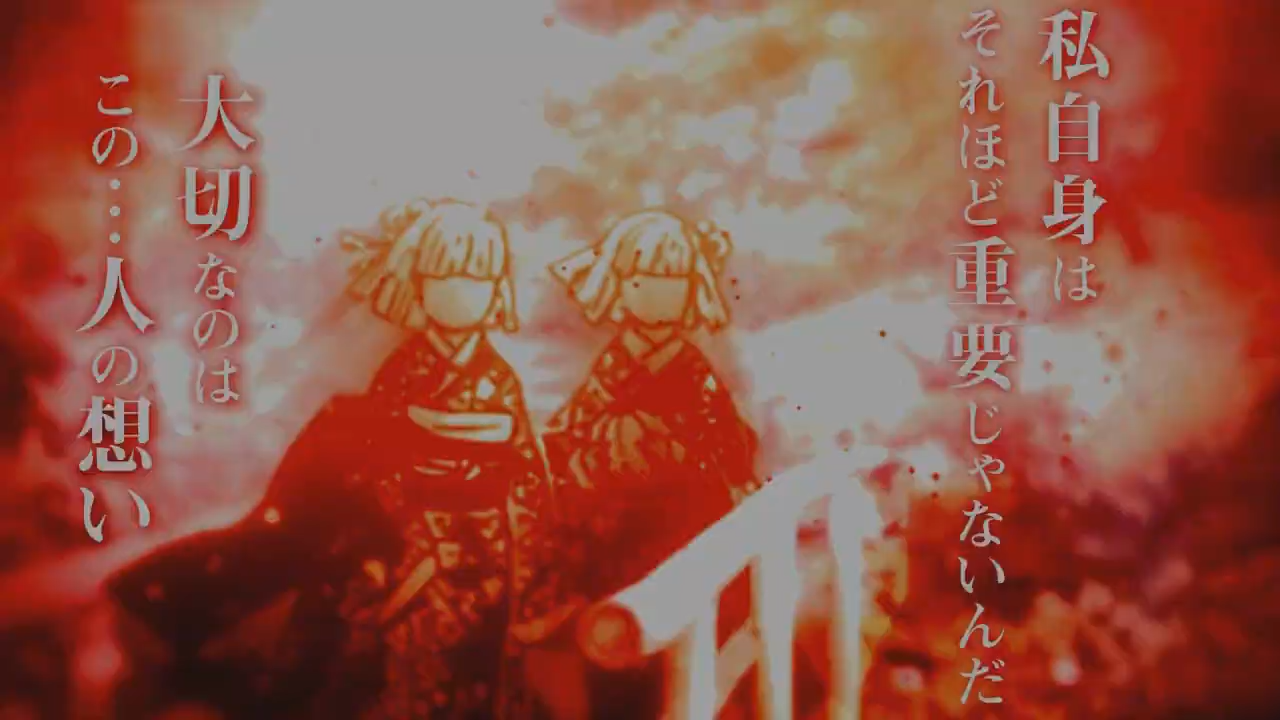 私自身は
それほど重要じゃないんだ
大切なのは
この…人の想い